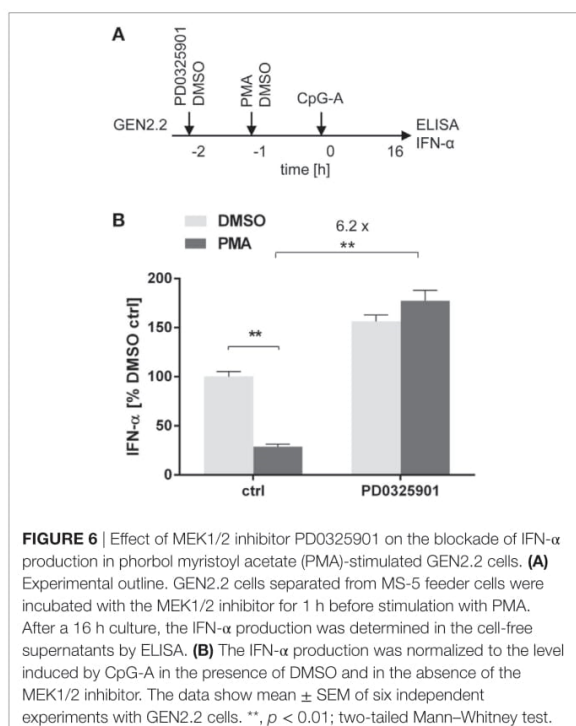 A
PD0325901
DMSO
PMA
DMSO
CpG-A
GEN2.2
ELISA
IFN-α
-2
-1
0
16
time [h]
B
DMSO
PMA
6.2 x
**
**
IFN-α [% DMSO ctrl]
200
150
100
50
0
ctrl
PD0325901
FIGURE 6 | Effect of MEK1/2 inhibitor PD0325901 on the blockade of IFN-α
production in phorbol myristoyl acetate (PMA)-stimulated GEN2.2 cells. (A)
Experimental outline. GEN2.2 cells separated from MS-5 feeder cells were
incubated with the MEK1/2 inhibitor for 1 h before stimulation with PMA.
After a 16 h culture, the IFN-α production was determined in the cell-free
supernatants by ELISA. (B) The IFN-α production was normalized to the level
induced by CpG-A in the presence of DMSO and in the absence of the
MEK1/2 inhibitor. The data show mean ± SEM of six independent
experiments with GEN2.2 cells. **, p < 0.01; two-tailed Mann–Whitney test.